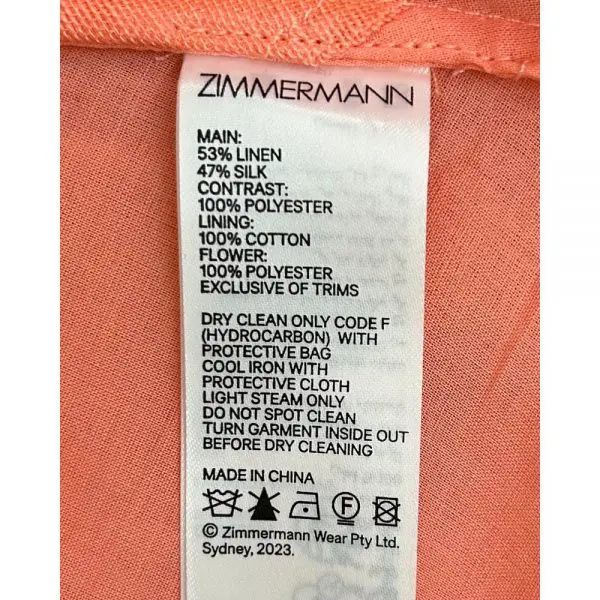 ZIMMERMANN
MAIN:
53% LINEN
47% SILK
CONTRAST:
100% POLYESTER
LINING:
100% COTTON
FLOWER:
100% POLYESTER
EXCLUSIVE OF TRIMS
DRY CLEAN ONLY CODE F
(HYDROCARBON) WITH
PROTECTIVE BAG
COOL IRON WITH
PROTECTIVE CLOTH
LIGHT STEAM ONLY
DO NOT SPOT CLEAN
TURN GARMENT INSIDE OUT
BEFORE DRY CLEANING
MADE IN CHINA
F
© Zimmermann Wear Pty Ltd.
Sydney, 2023.